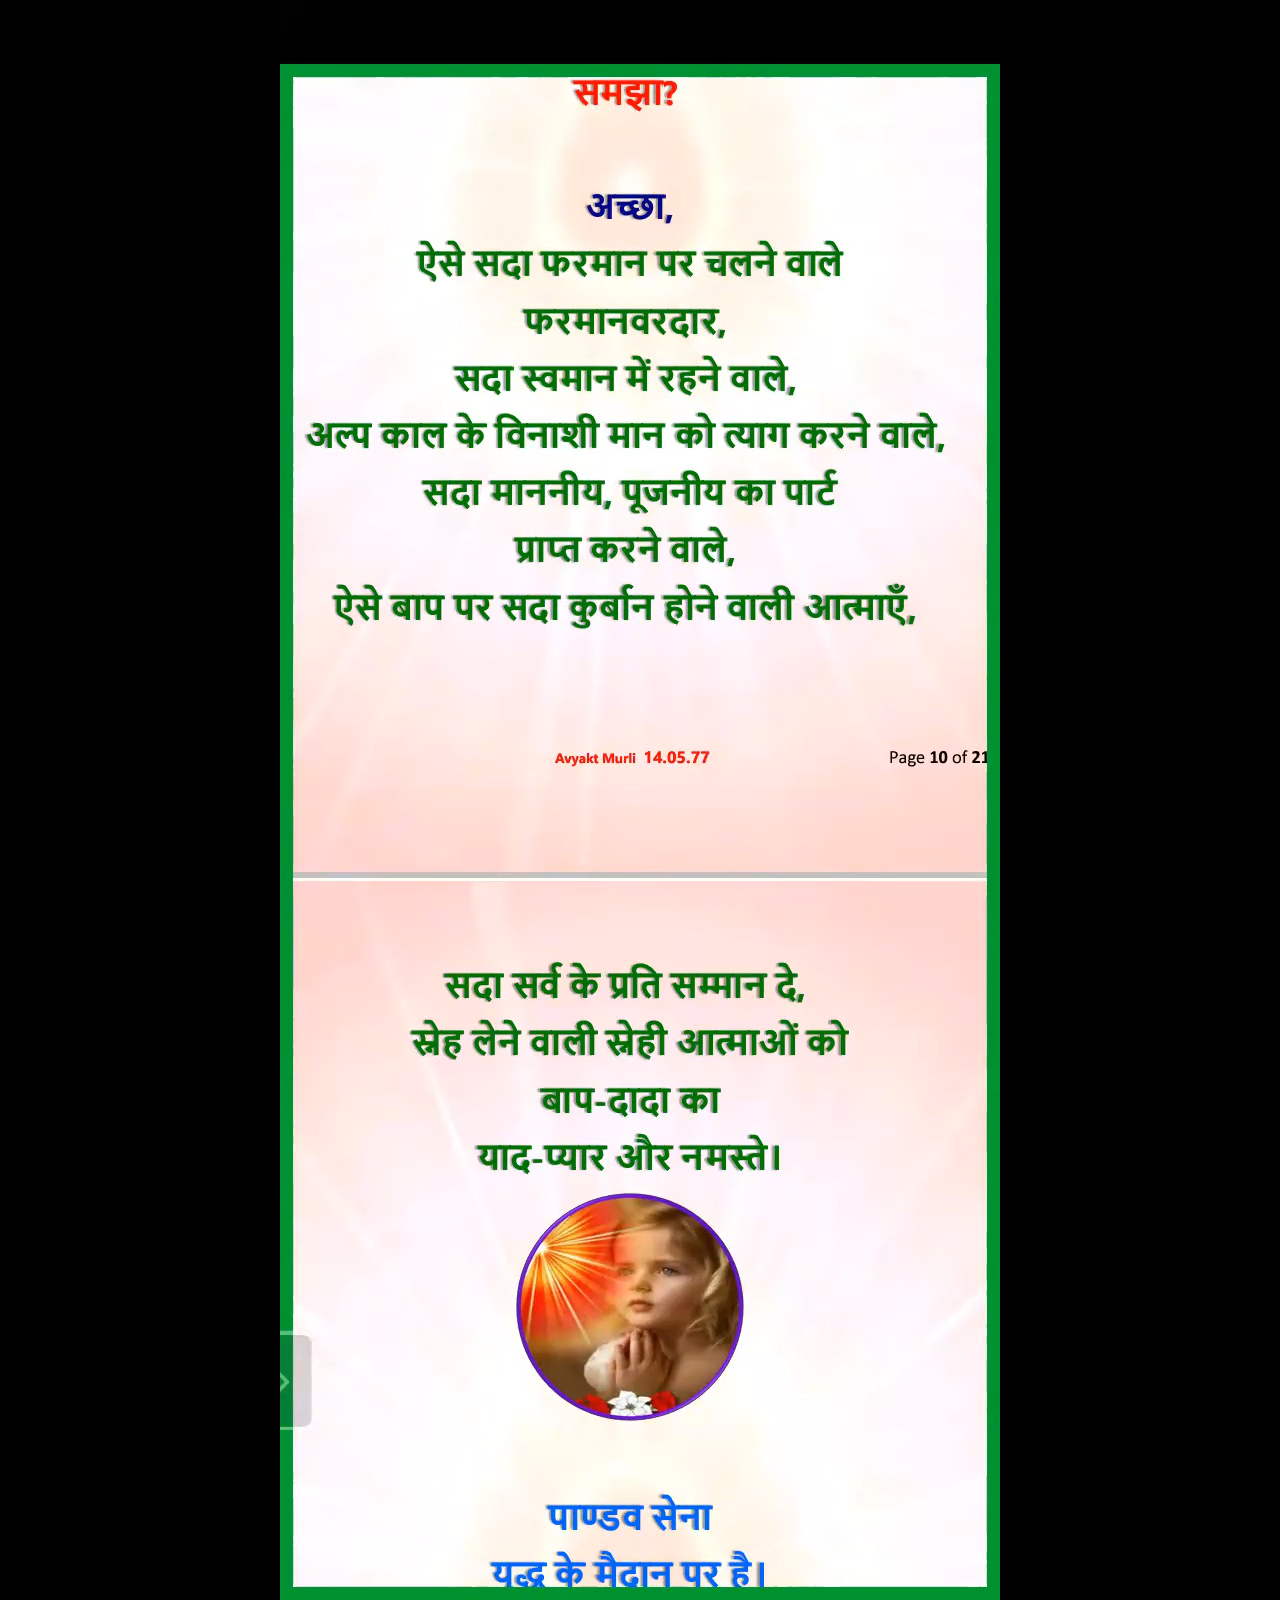 समझा?
अच्छा,
ऐसे सदा फरमान पर चलने वाले
फरमानवरदार,
सदा स्वमान में रहने वाले,
अल्प काल के विनाशी मान को त्याग करने वाले,
सदा माननीय, पूजनीय का पार्ट
प्राप्त करने वाले,
ऐसे बाप पर सदा कुर्बान होने वाली आत्माएँ,
Avyakt Murli 14.05.77 Page 10 of 21
सदा सर्व के प्रति सम्मान दे,
स्नेह लेने वाली स्नेही आत्माओं को
बाप-दादा का
याद-प्यार और नमस्ते।
पाण्डव सेना
युद्ध के मैदान पर है।